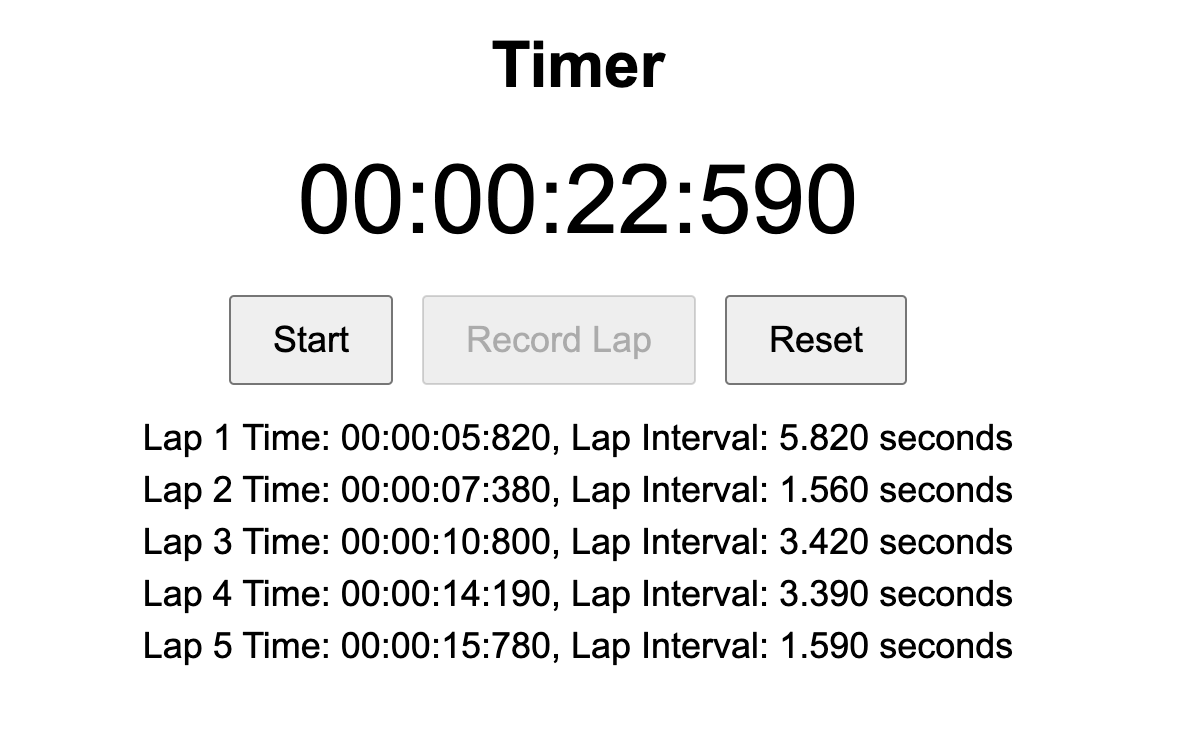 Timer
00:00:22:590
Start Record Lap Reset
Lap 1 Time: 00:00:05:820, Lap Interval: 5.820 seconds
Lap 2 Time: 00:00:07:380, Lap Interval: 1.560 seconds
Lap 3 Time: 00:00:10:800, Lap Interval: 3.420 seconds
Lap 4 Time: 00:00:14:190, Lap Interval: 3.390 seconds
Lap 5 Time: 00:00:15:780, Lap Interval: 1.590 seconds